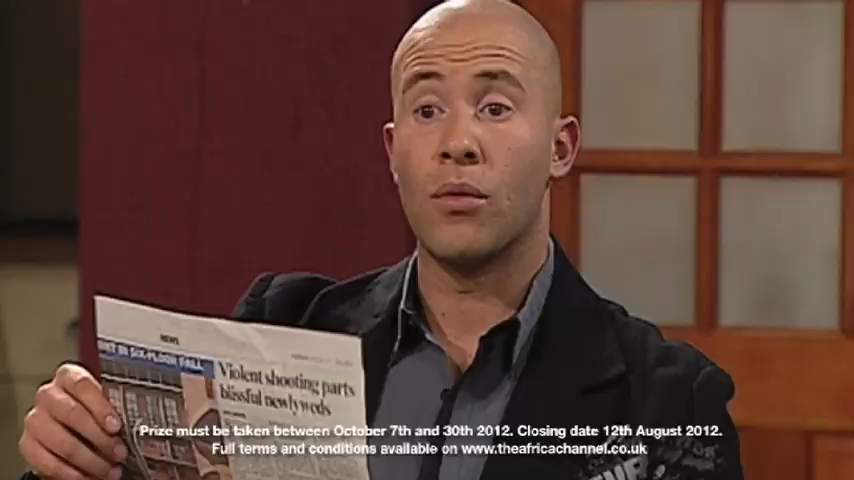 NEWS
Violent shooting parts
blissful newlyweds
Prize must be taken between October 7th and 30th 2012. Closing date 12th August 2012.
Full terms and conditions available on www.theafricachannel.co.uk